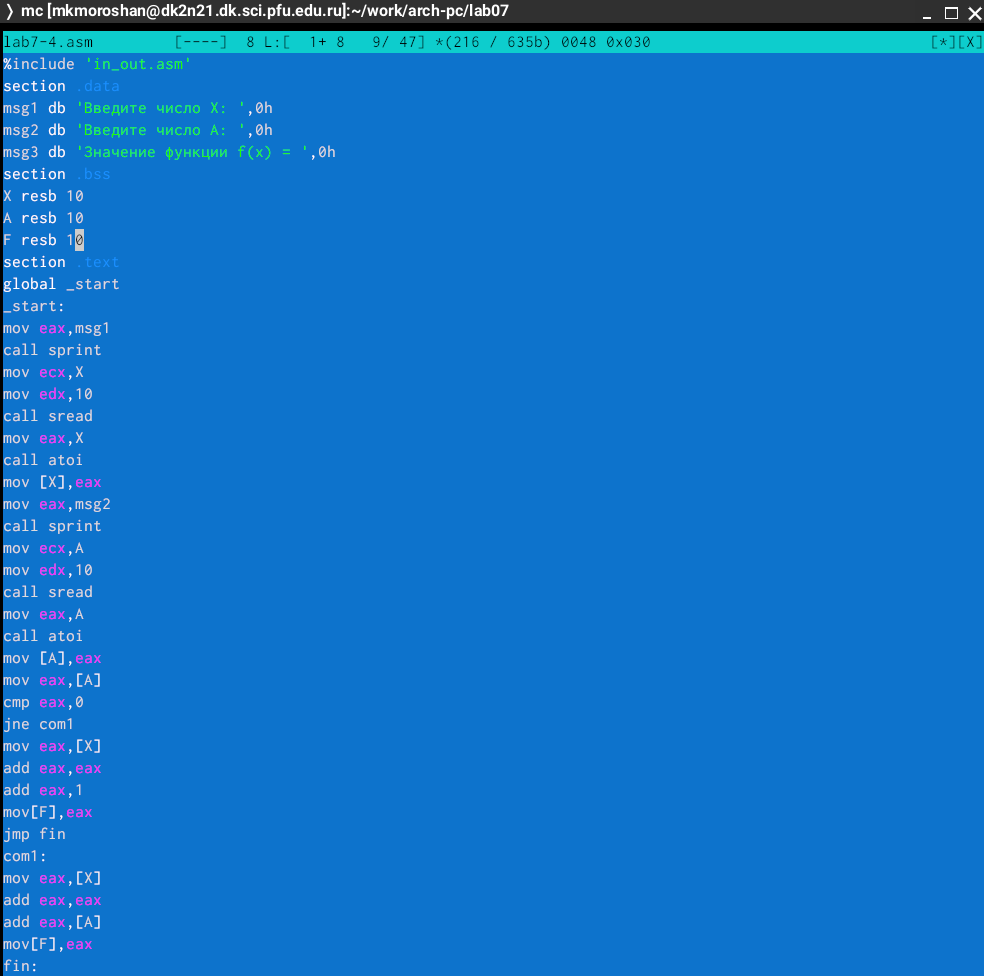 ❭ mc [mkmoroshan@dk2n21.dk.sci.pfu.edu.ru]:~/work/arch-pc/lab07
lab7-4.asm [----] 8 L:[ 1+ 8 9/ 47] *(216 / 635b) 0048 0x030 [*][X]
%include 'in_out.asm'
section .data
msg1 db 'Введите число X: ',0h
msg2 db 'Введите число A: ',0h
msg3 db 'Значение функции f(x) = ',0h
section .bss
X resb 10
A resb 10
F resb 10
section .text
global _start
_start:
mov eax,msg1
call sprint
mov ecx,X
mov edx,10
call sread
mov eax,X
call atoi
mov [X],eax
mov eax,msg2
call sprint
mov ecx,A
mov edx,10
call sread
mov eax,A
call atoi
mov [A],eax
mov eax,[A]
cmp eax,0
jne com1
mov eax,[X]
add eax,eax
add eax,1
mov[F],eax
jmp fin
com1:
mov eax,[X]
add eax,eax
add eax,[A]
mov[F],eax
fin: